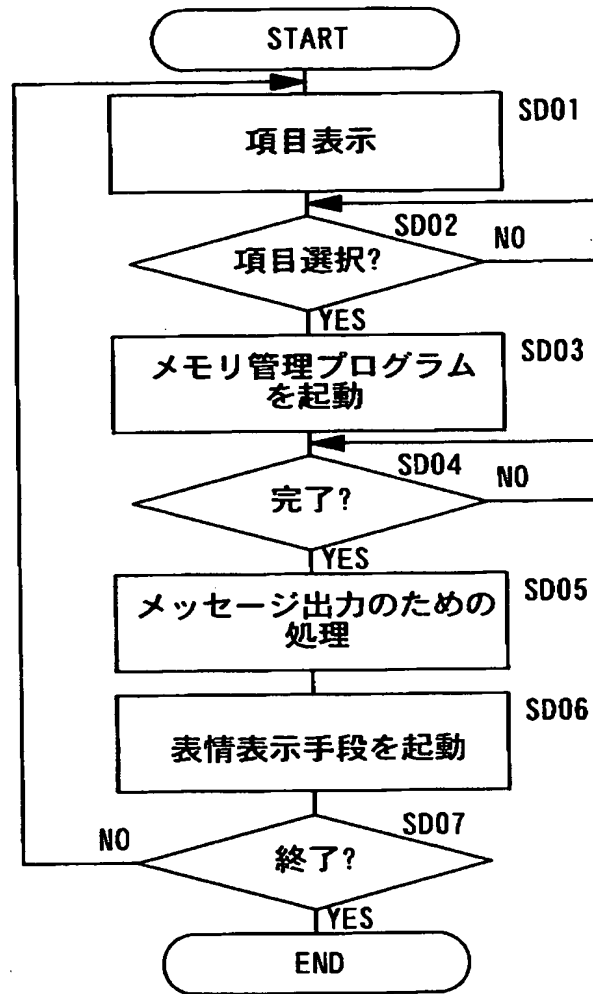 START
SD01
項目表示
SD02
NO
項目選択?
YES
SD03
メモリ管理プログラム
を起動
SD04
NO
完了?
YES
SD05
メッセージ出力のための
処理
SD06
表情表示手段を起動
SD07
NO
終了?
YES
END